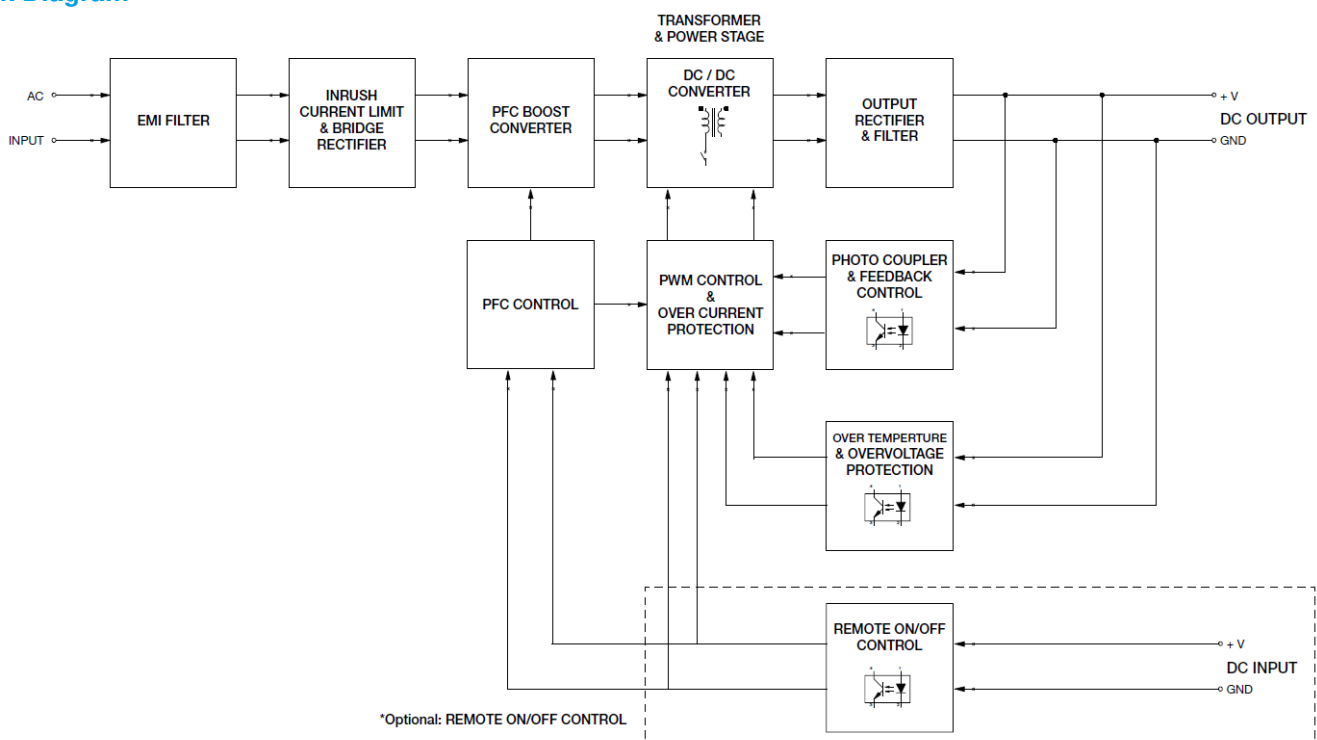 Diagram
TRANSFORMER
& POWER STAGE
AC
INPUT
EMI FILTER
INRUSH
CURRENT LIMIT
& BRIDGE
RECTIFIER
PFC BOOST
CONVERTER
DC / DC
CONVERTER
OUTPUT
RECTIFIER
& FILTER
+ V
DC OUTPUT
GND
PFC CONTROL
PWM CONTROL
&
OVER CURRENT
PROTECTION
PHOTO COUPLER
& FEEDBACK
CONTROL
OVER TEMPERTURE
& OVERVOLTAGE
PROTECTION
REMOTE ON/OFF
CONTROL
+ V
DC INPUT
GND
*Optional: REMOTE ON/OFF CONTROL